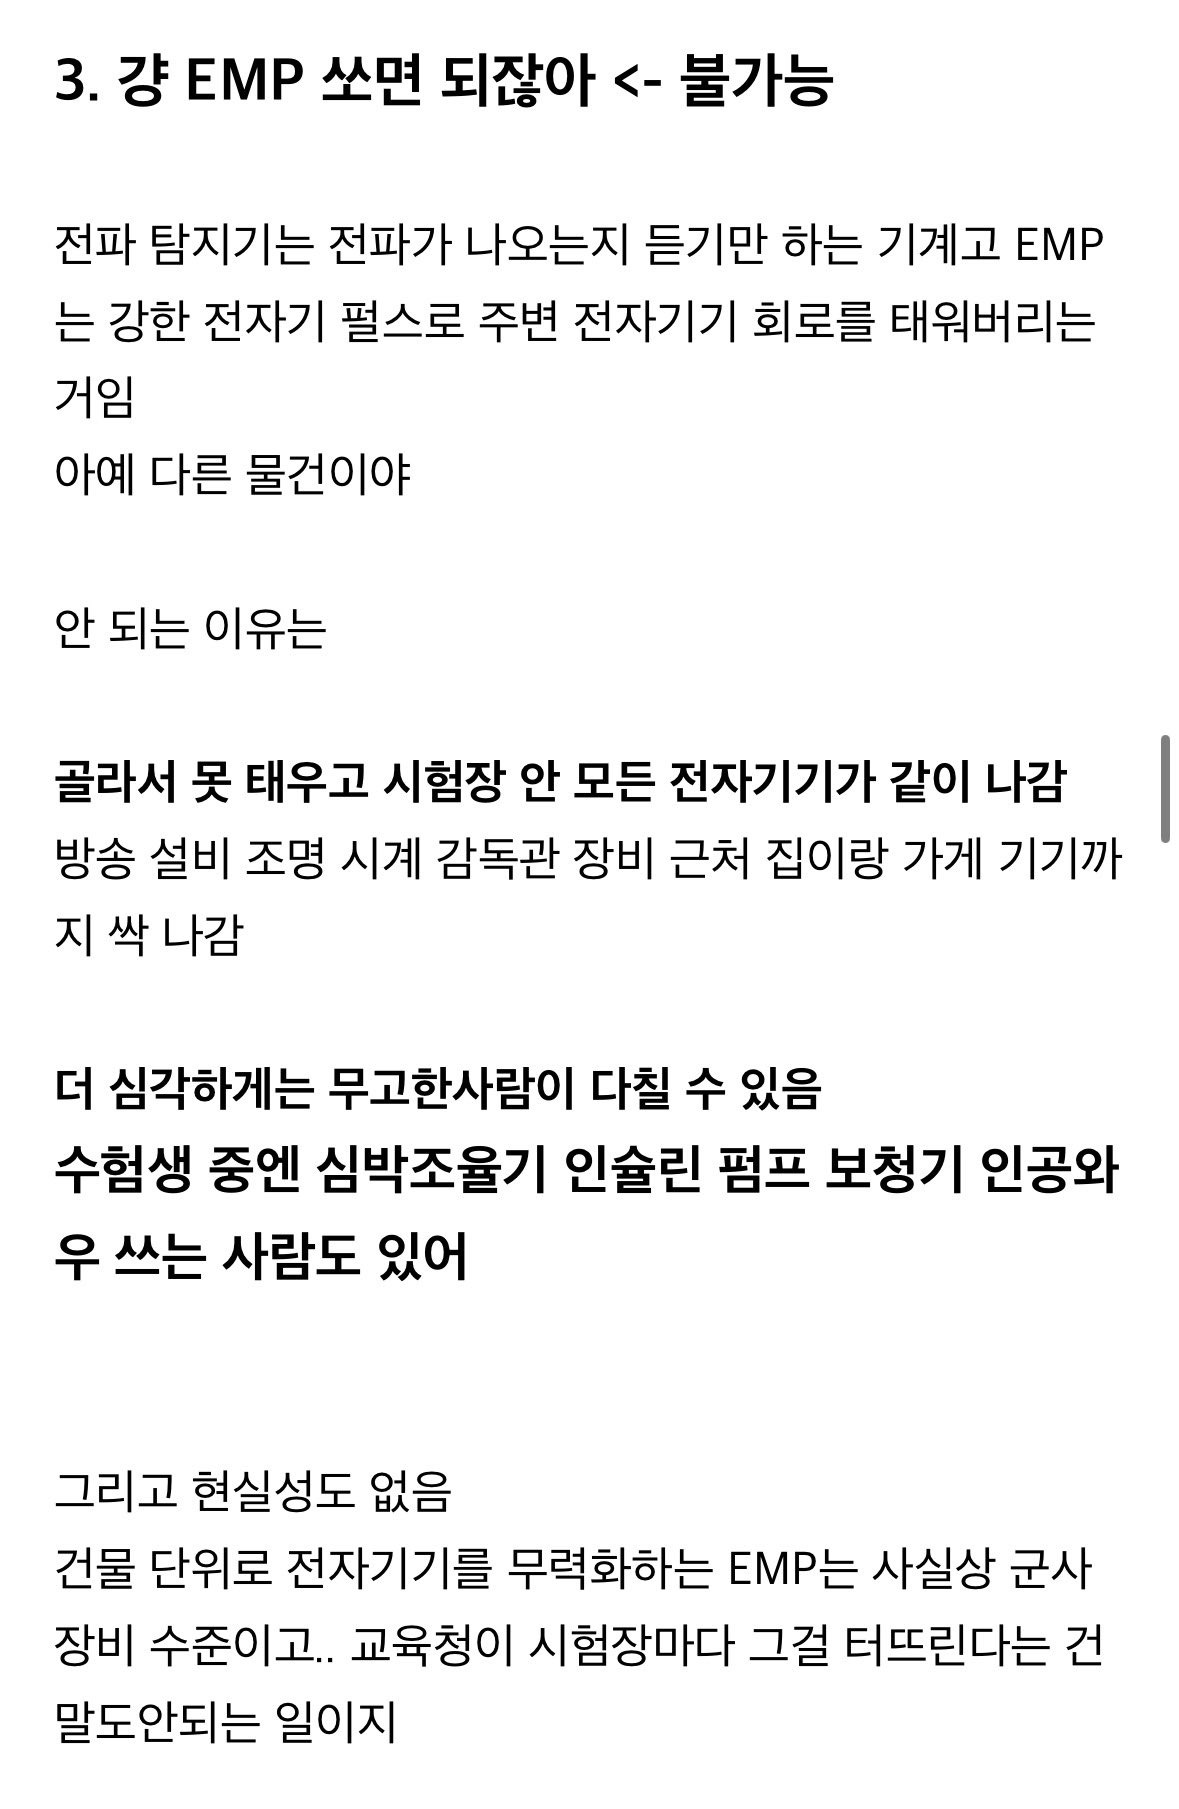 3. 걍 EMP 쏘면 되잖아 <- 불가능
전파 탐지기는 전파가 나오는지 듣기만 하는 기계고 EMP
는 강한 전자기 펄스로 주변 전자기기 회로를 태워버리는
거임
아예 다른 물건이야
안 되는 이유는
골라서 못 태우고 시험장 안 모든 전자기기가 같이 나감
방송 설비 조명 시계 감독관 장비 근처 집이랑 가게 기기까
지 싹 나감
더 심각하게는 무고한사람이 다칠 수 있음
수험생 중엔 심박조율기 인슐린 펌프 보청기 인공와
우 쓰는 사람도 있어
그리고 현실성도 없음
건물 단위로 전자기기를 무력화하는 EMP는 사실상 군사
장비 수준이고.. 교육청이 시험장마다 그걸 터뜨린다는 건
말도안되는 일이지